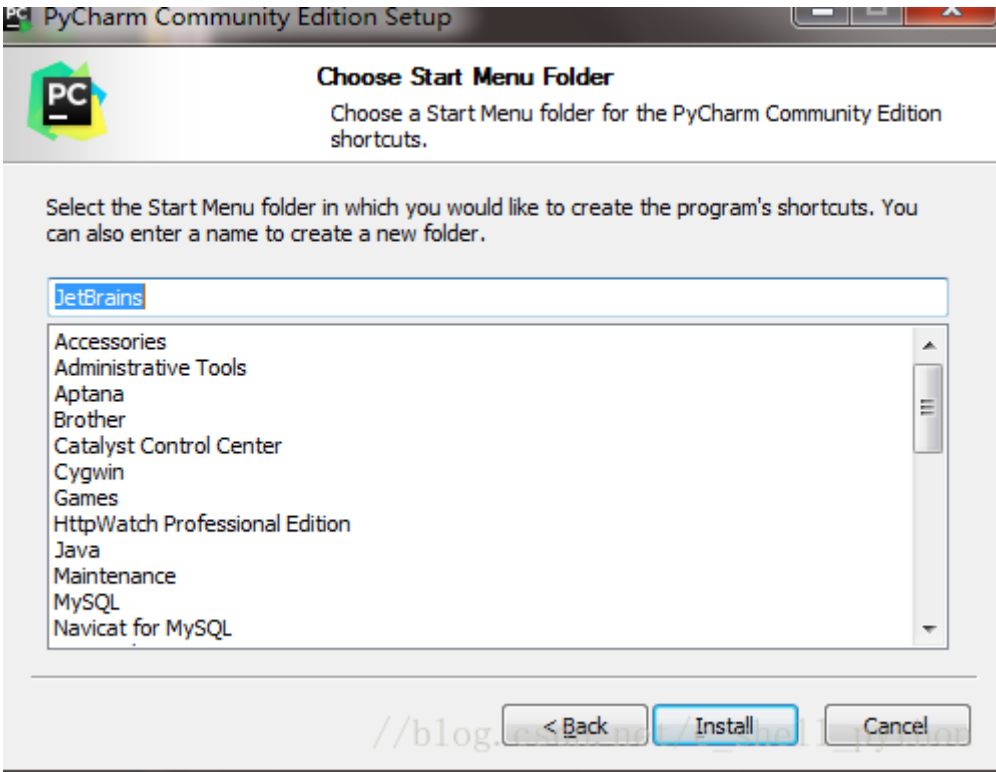 PyCharm Community Edition Setup
PC
Choose Start Menu Folder
Choose a Start Menu folder for the PyCharm Community Edition
shortcuts.
Select the Start Menu folder in which you would like to create the program's shortcuts. You
can also enter a name to create a new folder.
JetBrains
Accessories
Administrative Tools
Aptana
Brother
Catalyst Control Center
Cygwin
Games
HttpWatch Professional Edition
Java
Maintenance
MySQL
Navicat for MySQL
< Back
Install
Cancel
//blog.